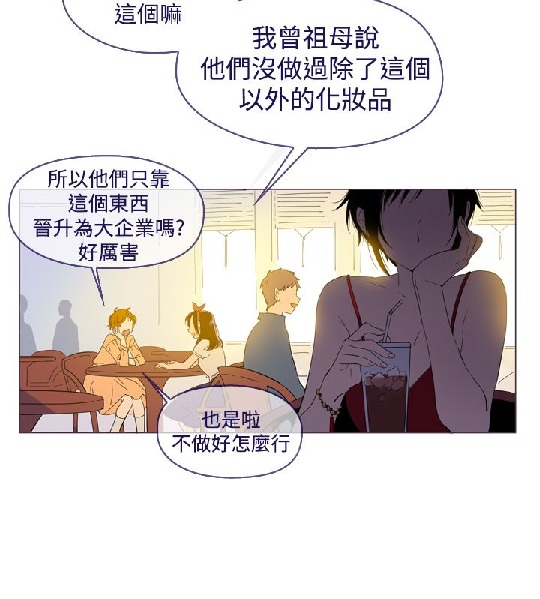 這個嘛
我曾祖母說
他們沒做過除了這個
以外的化妝品
所以他們只靠
這個東西
晉升為大企業嗎?
好厲害
也是啦
不做好怎麼行